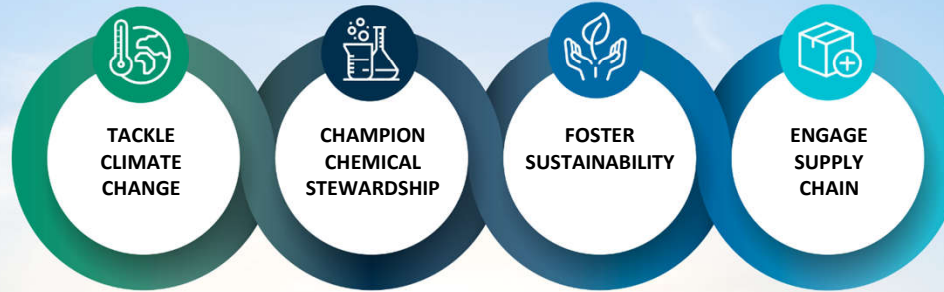 TACKLE
CLIMATE
CHANGE
CHAMPION
CHEMICAL
STEWARDSHIP
FOSTER
SUSTAINABILITY
ENGAGE
SUPPLY
CHAIN